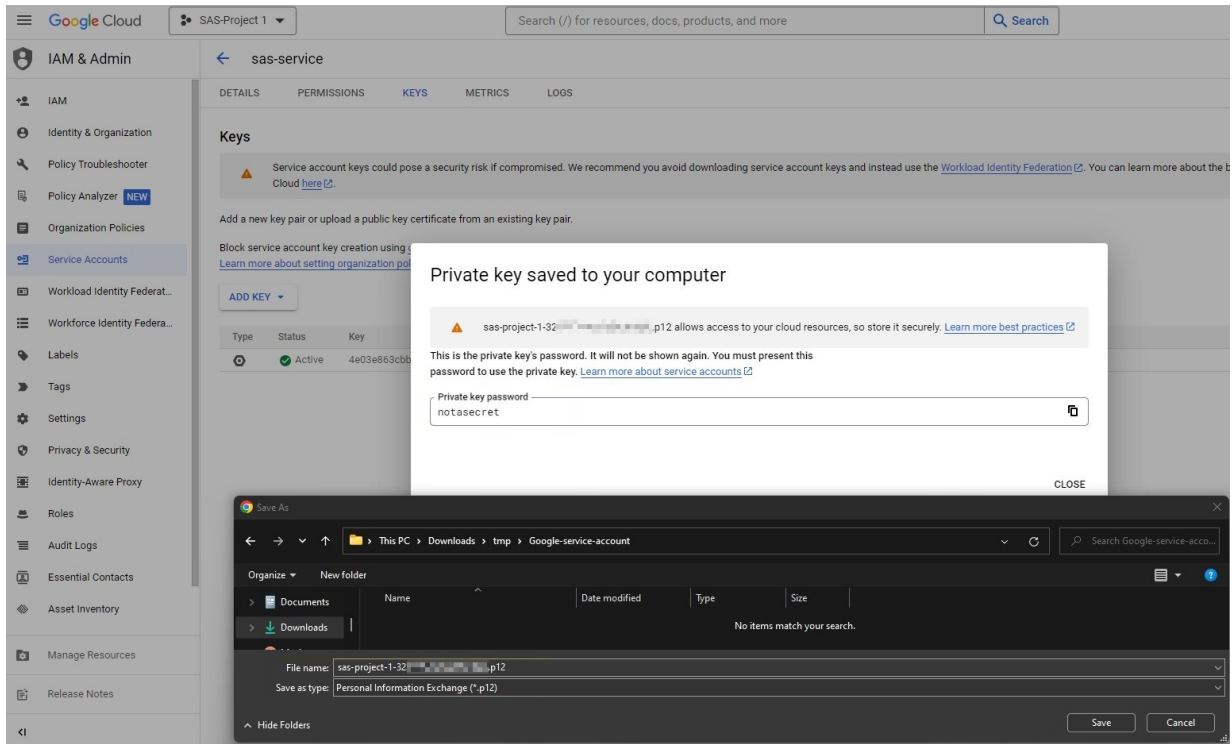 Google Cloud
SAS-Project 1
Search (/) for resources, docs, products, and more
Search
IAM & Admin
sas-service
IAM
Identity & Organization
Policy Troubleshooter
Policy Analyzer NEW
Organization Policies
Service Accounts
Workload Identity Federat...
Workforce Identity Federa...
Labels
Tags
Settings
Privacy & Security
Identity-Aware Proxy
Roles
Audit Logs
Essential Contacts
Asset Inventory
Manage Resources
Release Notes
DETAILS PERMISSIONS KEYS METRICS LOGS
Keys
Service account keys could pose a security risk if compromised. We recommend you avoid downloading service account keys and instead use the Workload Identity Federation. You can learn more about the b
Cloud here.
Add a new key pair or upload a public key certificate from an existing key pair.
Block service account key creation using
Learn more about setting organization pol
ADD KEY
Type Status Key
Active 4e03e863cbb
Private key saved to your computer
sas-project-1-32 .p12 allows access to your cloud resources, so store it securely. Learn more best practices
This is the private key's password. It will not be shown again. You must present this
password to use the private key. Learn more about service accounts
Private key password
notasecret
CLOSE
Save As
This PC > Downloads > tmp > Google-service-account
Search Google-service-acco...
Organize New folder
Documents
Downloads
Name Date modified Type Size
No items match your search.
File name: sas-project-1-32 .p12
Save as type: Personal Information Exchange (*.p12)
Hide Folders
Save Cancel